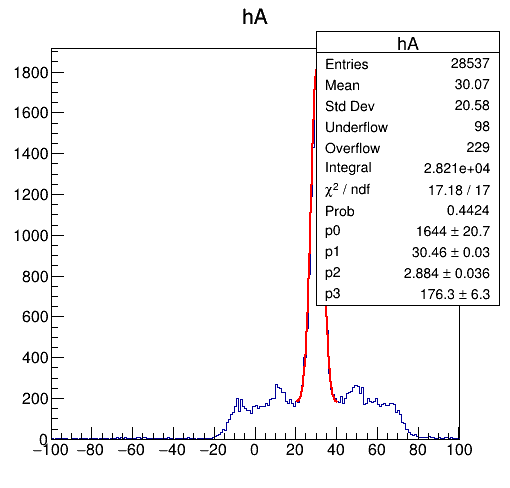 hA
hA
Entries 28537
Mean 30.07
Std Dev 20.58
Underflow 98
Overflow 229
Integral 2.821e+04
χ² / ndf 17.18 / 17
Prob 0.4424
p0 1644 ± 20.7
p1 30.46 ± 0.03
p2 2.884 ± 0.036
p3 176.3 ± 6.3
1800
1600
1400
1200
1000
800
600
400
200
0
−100 −80 −60 −40 −20 0 20 40 60 80 100